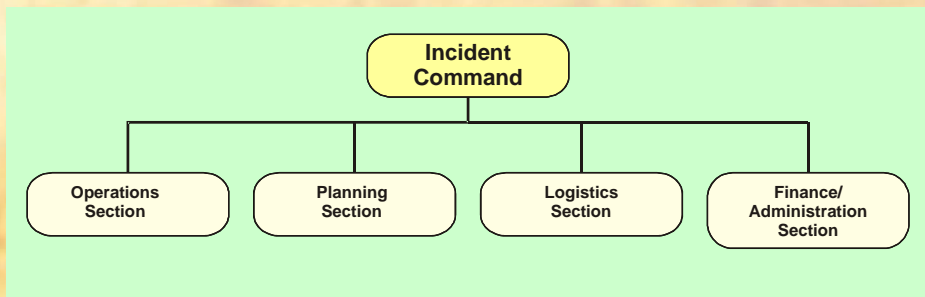 Incident
Command
Operations
Section
Planning
Section
Logistics
Section
Finance/
Administration
Section